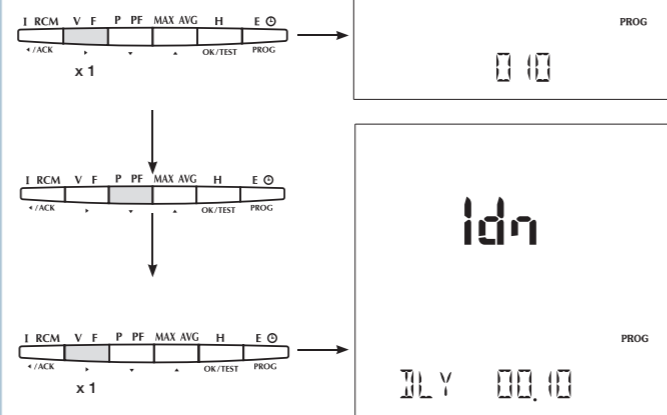 I RCM V F P PF MAX AVG H E
PROG
◂ /ACK ▸ ▾ ▴ OK/TEST PROG
010
x 1
I RCM V F P PF MAX AVG H E
◂ /ACK ▸ ▾ ▴ OK/TEST PROG
Idn
I RCM V F P PF MAX AVG H E
PROG
◂ /ACK ▸ ▾ ▴ OK/TEST PROG
DLY 00.10
x 1